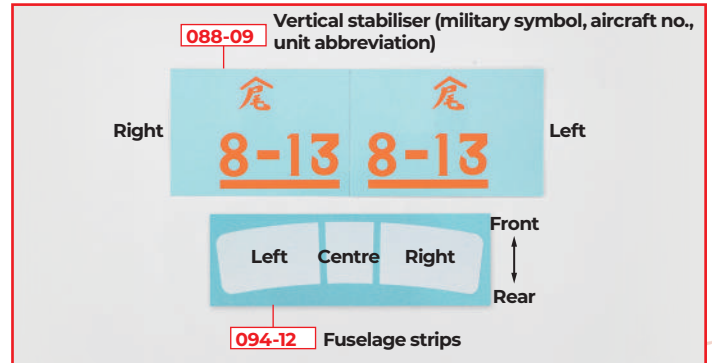 088-09
Vertical stabiliser (military symbol, aircraft no.,
unit abbreviation)
Right
尾 尾
8-13 8-13
Left
Front
Left Centre Right
Rear
094-12 Fuselage strips